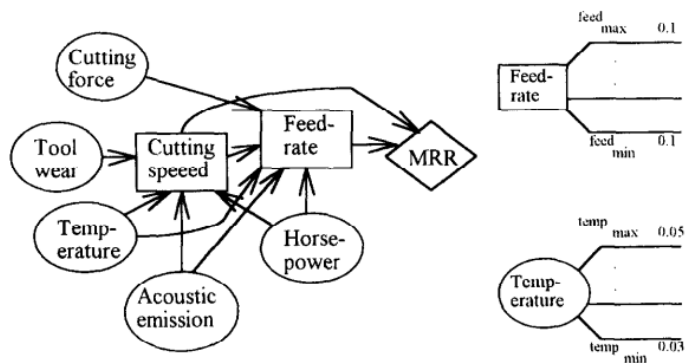 Cutting
force
Tool
wear
Cutting
speeed
Feed-
rate
MRR
Temp-
erature
Horse-
power
Acoustic
emission
feed
max 0.1
Feed-
rate
feed
min 0.1
temp
max 0.05
Temp-
erature
temp
min 0.03